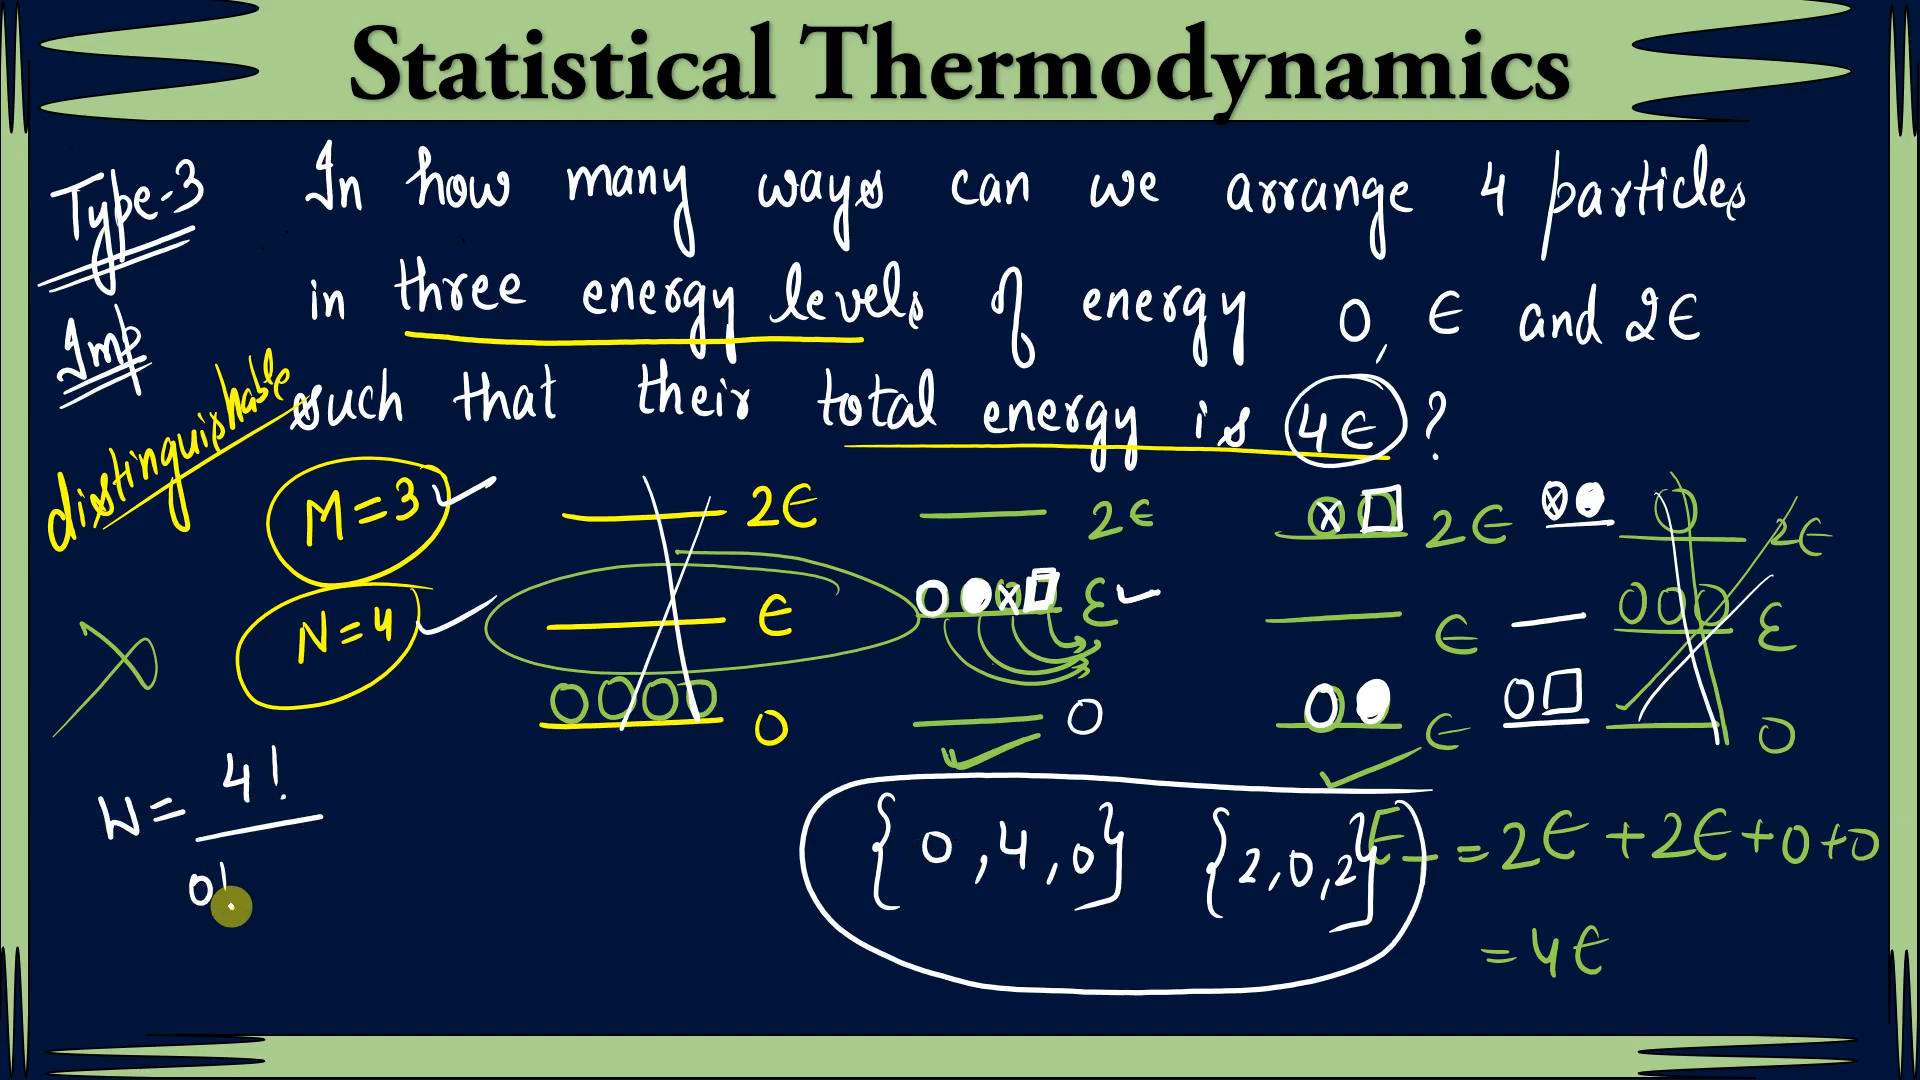 Statistical Thermodynamics
Type-3
Imp
distinguishable
In how many ways can we arrange 4 particles
in three energy levels of energy 0, ϵ and 2ϵ
such that their total energy is 4ϵ ?
M=3
N=4
2ϵ
ϵ
0
2ϵ
ε
0
2ϵ
ϵ
ϵ
2ϵ
ε
0
W = 4!
0!
{0,4,0} {2,0,2}
E = 2ϵ + 2ϵ + 0 + 0
= 4ϵ